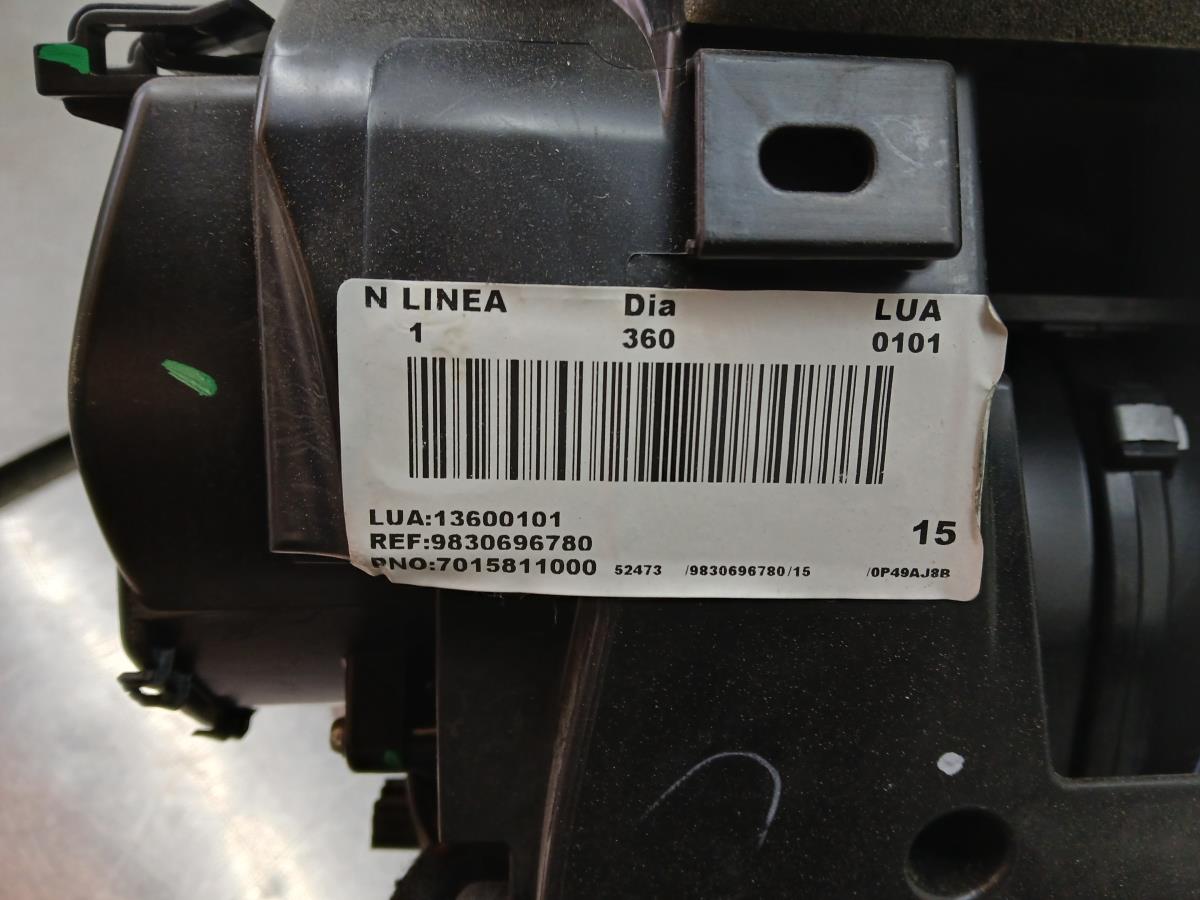 N LINEA Dia LUA
1 360 0101
LUA:13600101
REF:9830696780 15
PNO:7015811000 52473 /9830696780/15 /0P49AJ8B